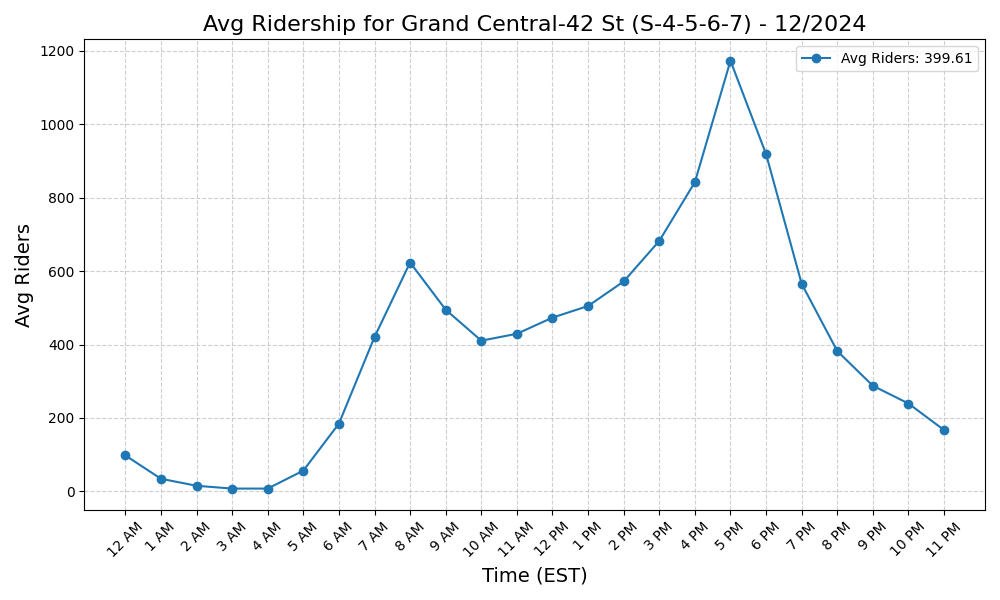 Avg Ridership for Grand Central-42 St (S-4-5-6-7) - 12/2024
Avg Riders: 399.61
1200
1000
800
600
400
200
0
Avg Riders
12 AM
1 AM
2 AM
3 AM
4 AM
5 AM
6 AM
7 AM
8 AM
9 AM
10 AM
11 AM
12 PM
1 PM
2 PM
3 PM
4 PM
5 PM
6 PM
7 PM
8 PM
9 PM
10 PM
11 PM
Time (EST)